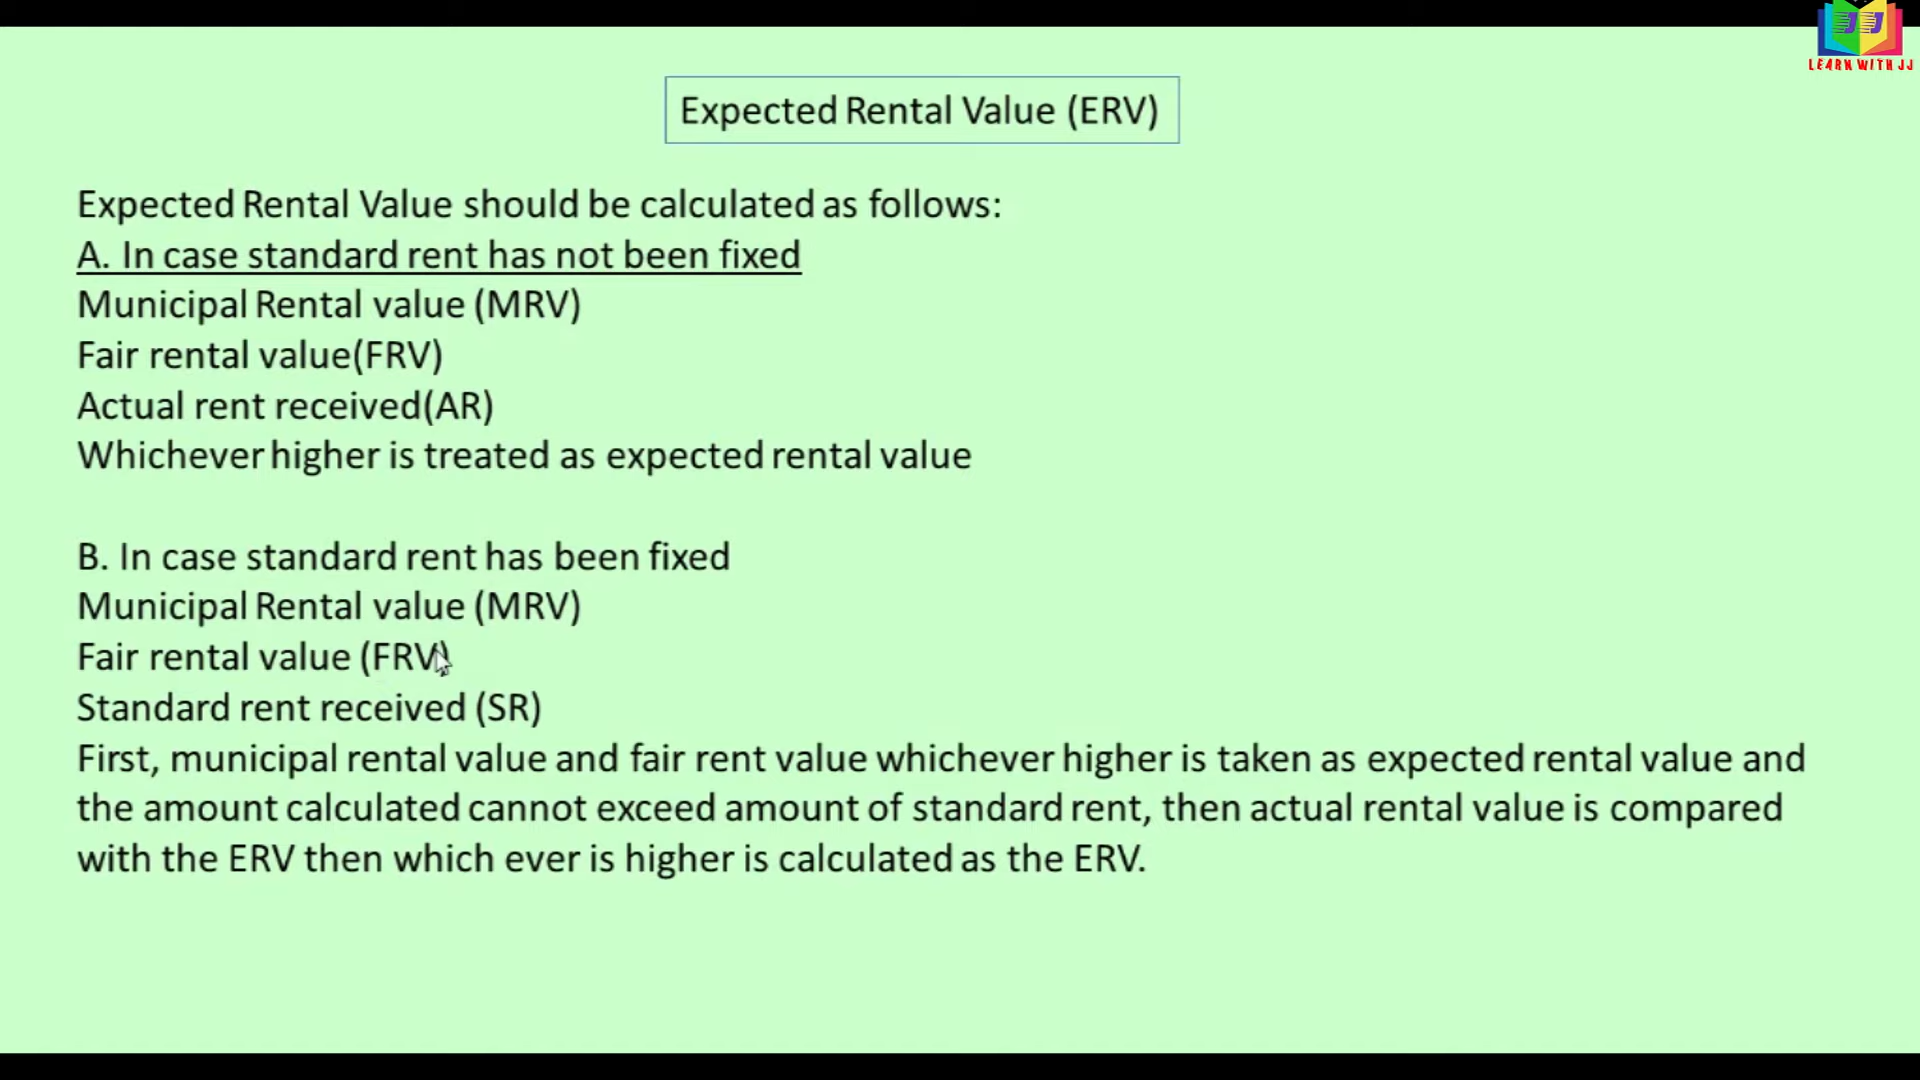 LEARN WITH JJ
Expected Rental Value (ERV)
Expected Rental Value should be calculated as follows:
A. In case standard rent has not been fixed
Municipal Rental value (MRV)
Fair rental value(FRV)
Actual rent received(AR)
Whichever higher is treated as expected rental value
B. In case standard rent has been fixed
Municipal Rental value (MRV)
Fair rental value (FRV)
Standard rent received (SR)
First, municipal rental value and fair rent value whichever higher is taken as expected rental value and
the amount calculated cannot exceed amount of standard rent, then actual rental value is compared
with the ERV then which ever is higher is calculated as the ERV.